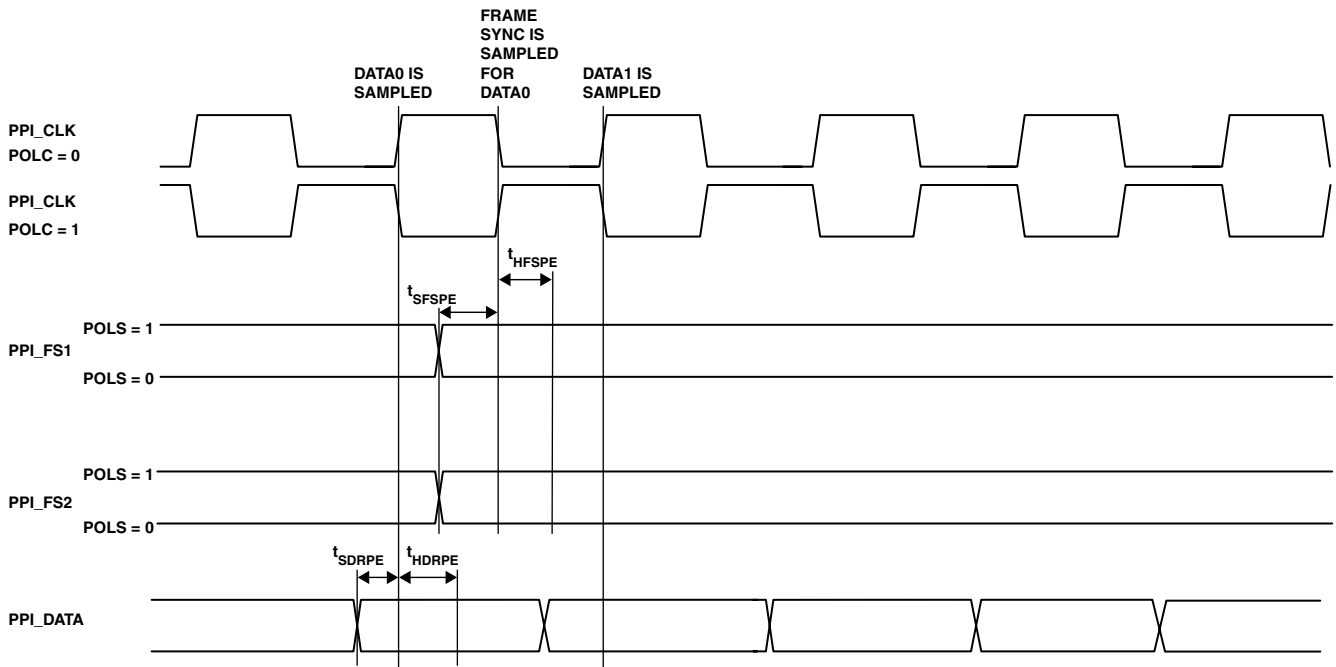 FRAME
SYNC IS
SAMPLED
FOR
DATA0
DATA0 IS
SAMPLED
DATA1 IS
SAMPLED
PPI_CLK
POLC = 0
PPI_CLK
POLC = 1
tHFSPE
tSFSPE
POLS = 1
PPI_FS1
POLS = 0
POLS = 1
PPI_FS2
POLS = 0
tSDRPE
tHDRPE
PPI_DATA